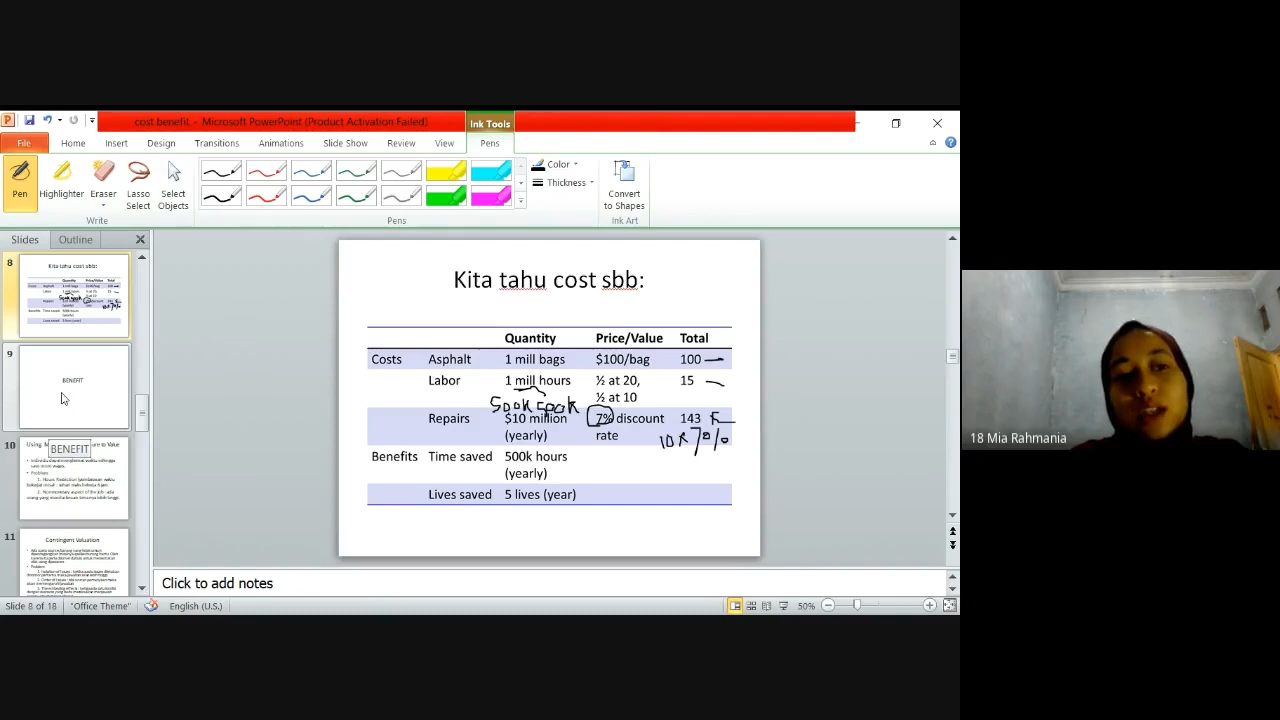 cost benefit - Microsoft PowerPoint (Product Activation Failed)
Ink Tools
File Home Insert Design Transitions Animations Slide Show Review View Pens
Pen Highlighter Eraser Lasso Select Select Objects
Color
Thickness
Convert to Shapes
Write Pens Ink Art
Slides Outline
8
Kita tahu cost sbb:
9
BENEFIT
10
BENEFIT
11
Contingent Valuation
Kita tahu cost sbb:
Quantity Price/Value Total
Costs Asphalt 1 mill bags $100/bag 100
Labor 1 mill hours ½ at 20, 15
½ at 10
500k 500k
Repairs $10 million 7% discount 143
(yearly) rate 10 x 7%
Benefits Time saved 500k hours
(yearly)
Lives saved 5 lives (year)
18 Mia Rahmania
Click to add notes
Slide 8 of 18 "Office Theme" English (U.S.) 50%